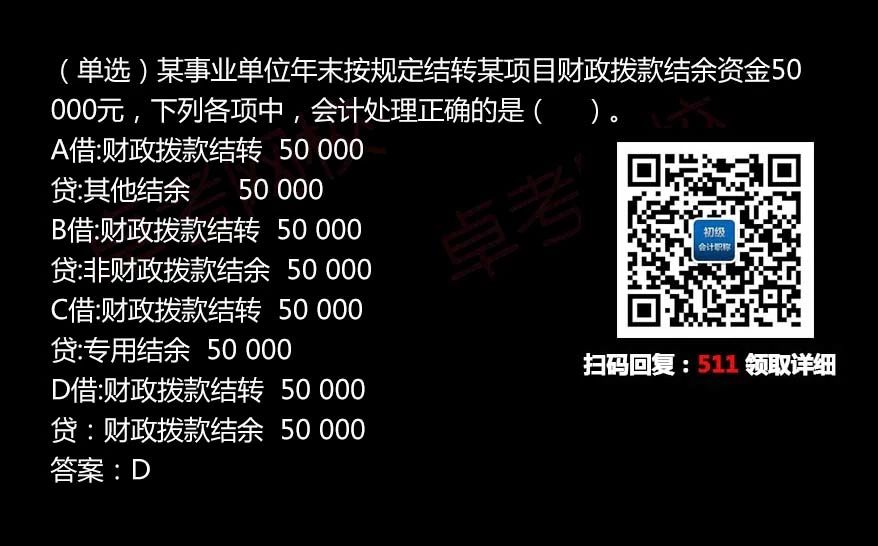 （单选）某事业单位年末按规定结转某项目财政拨款结余资金50
000元，下列各项中，会计处理正确的是（　　）。
A借:财政拨款结转 50 000
贷:其他结余 50 000
B借:财政拨款结转 50 000
贷:非财政拨款结余 50 000
C借:财政拨款结转 50 000
贷:专用结余 50 000
D借:财政拨款结转 50 000
贷：财政拨款结余 50 000
答案：D
初级
会计职称
扫码回复：511 领取详细